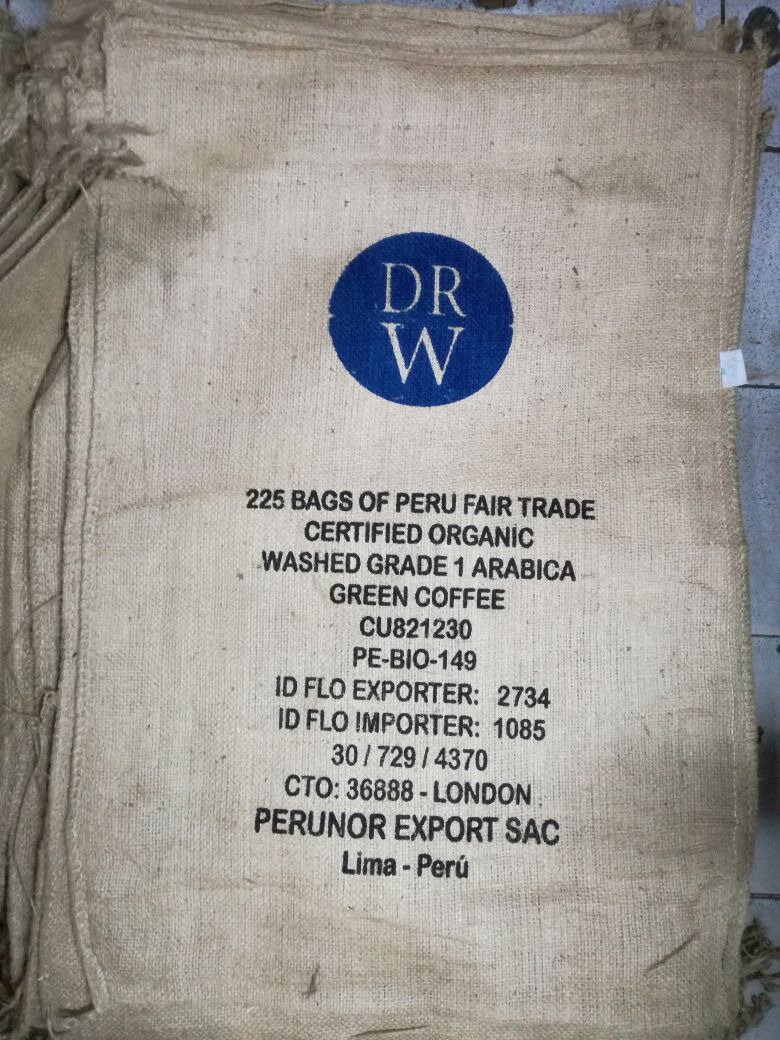 DR
W
225 BAGS OF PERU FAIR TRADE
CERTIFIED ORGANIC
WASHED GRADE 1 ARABICA
GREEN COFFEE
CU821230
PE-BIO-149
ID FLO EXPORTER: 2734
ID FLO IMPORTER: 1085
30 / 729 / 4370
CTO: 36888 - LONDON
PERUNOR EXPORT SAC
Lima - Perú